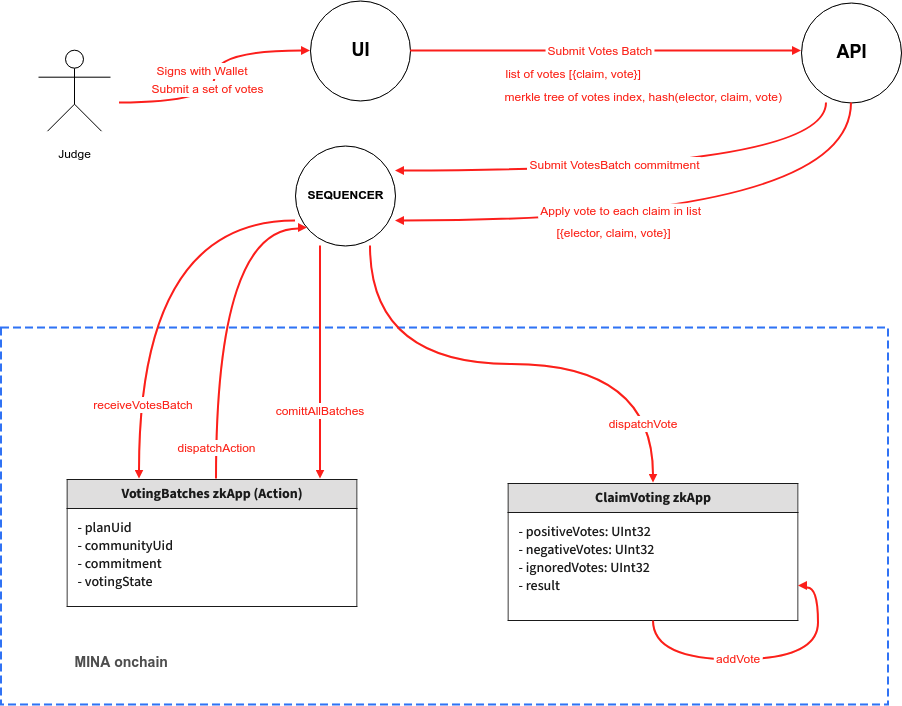 UI
API
Signs with Wallet
Submit a set of votes
Submit Votes Batch
list of votes [{claim, vote}]
merkle tree of votes index, hash(elector, claim, vote)
Judge
SEQUENCER
Submit VotesBatch commitment
Apply vote to each claim in list
[{elector, claim, vote}]
receiveVotesBatch
dispatchAction
comittAllBatches
dispatchVote
VotingBatches zkApp (Action)
- planUid
- communityUid
- commitment
- votingState
ClaimVoting zkApp
- positiveVotes: UInt32
- negativeVotes: UInt32
- ignoredVotes: UInt32
- result
addVote
MINA onchain